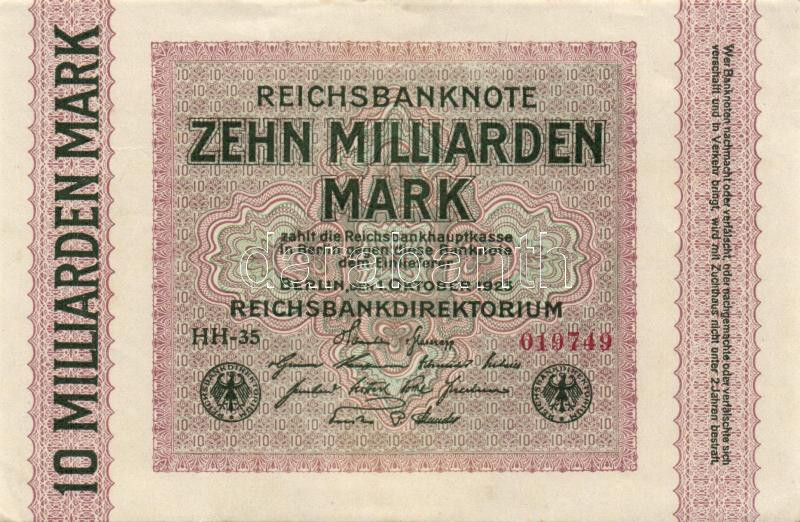 10 MILLIARDEN MARK
REICHSBANKNOTE
ZEHN MILLIARDEN
MARK
zahlt die Reichsbankhauptkasse
in Berlin gegen diese Banknote
dem Einlieferer
BERLIN, DEN 1. OKTOBER 1923
REICHSBANKDIREKTORIUM
HH-35
019749
darabanth
Wer Banknoten nachmacht oder verfälscht, oder nachgemachte oder verfälschte sich
verschafft und in Verkehr bringt, wird mit Zuchthaus nicht unter 2 Jahren bestraft.